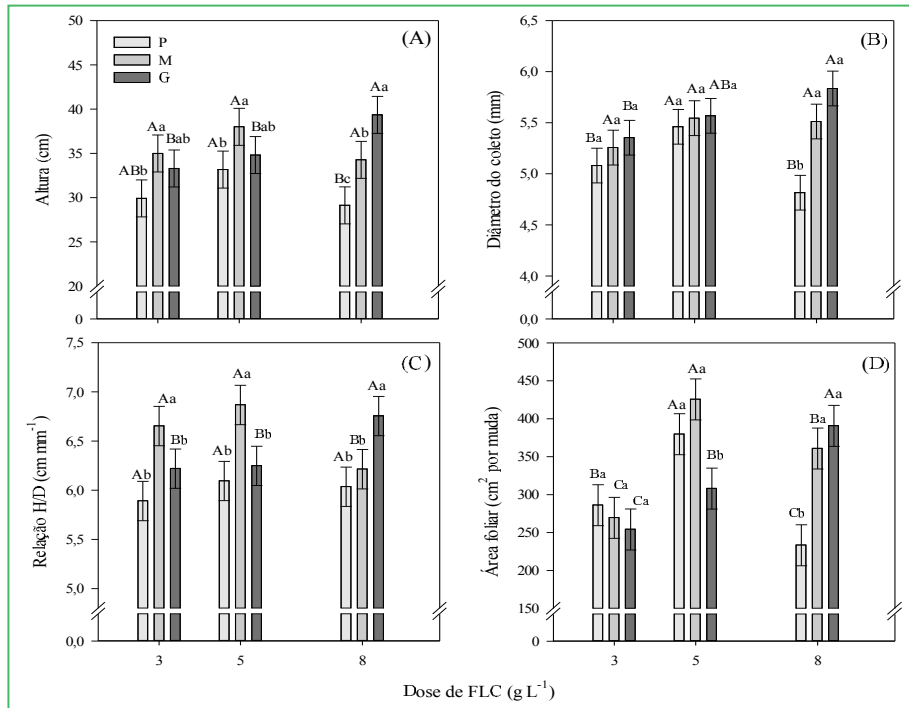 50
45
40
35
30
25
20
0
Altura (cm)
P
M
G
(A)
ABb Aa Bab
Ab Aa Bab
Bc Ab Aa
6,5
6,0
5,5
5,0
4,5
4,0
0,0
Diâmetro do coleto (mm)
(B)
Ba Aa Ba
Aa Aa ABa
Bb Aa Aa
7,5
7,0
6,5
6,0
5,5
5,0
0,0
Relação H/D (cm mm⁻¹)
(C)
Ab Aa Bb
Ab Aa Bb
Ab Ab Aa
3 5 8
500
450
400
350
300
250
200
150
0
Área foliar (cm² por muda)
(D)
Ba Ca Ca
Aa Aa Bb
Cb Ba Aa
3 5 8
Dose de FLC (g L⁻¹)